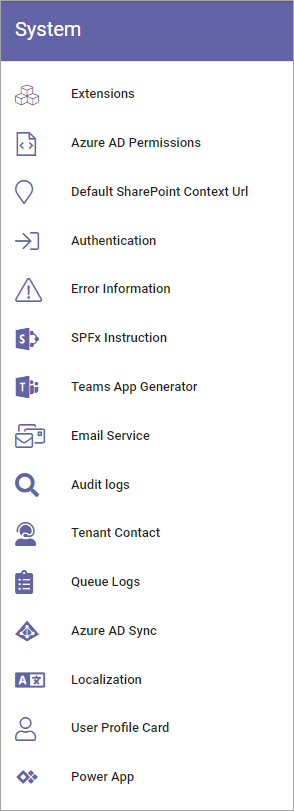 System
Extensions
Azure AD Permissions
Default SharePoint Context Url
Authentication
Error Information
SPFx Instruction
Teams App Generator
Email Service
Audit logs
Tenant Contact
Queue Logs
Azure AD Sync
Localization
User Profile Card
Power App